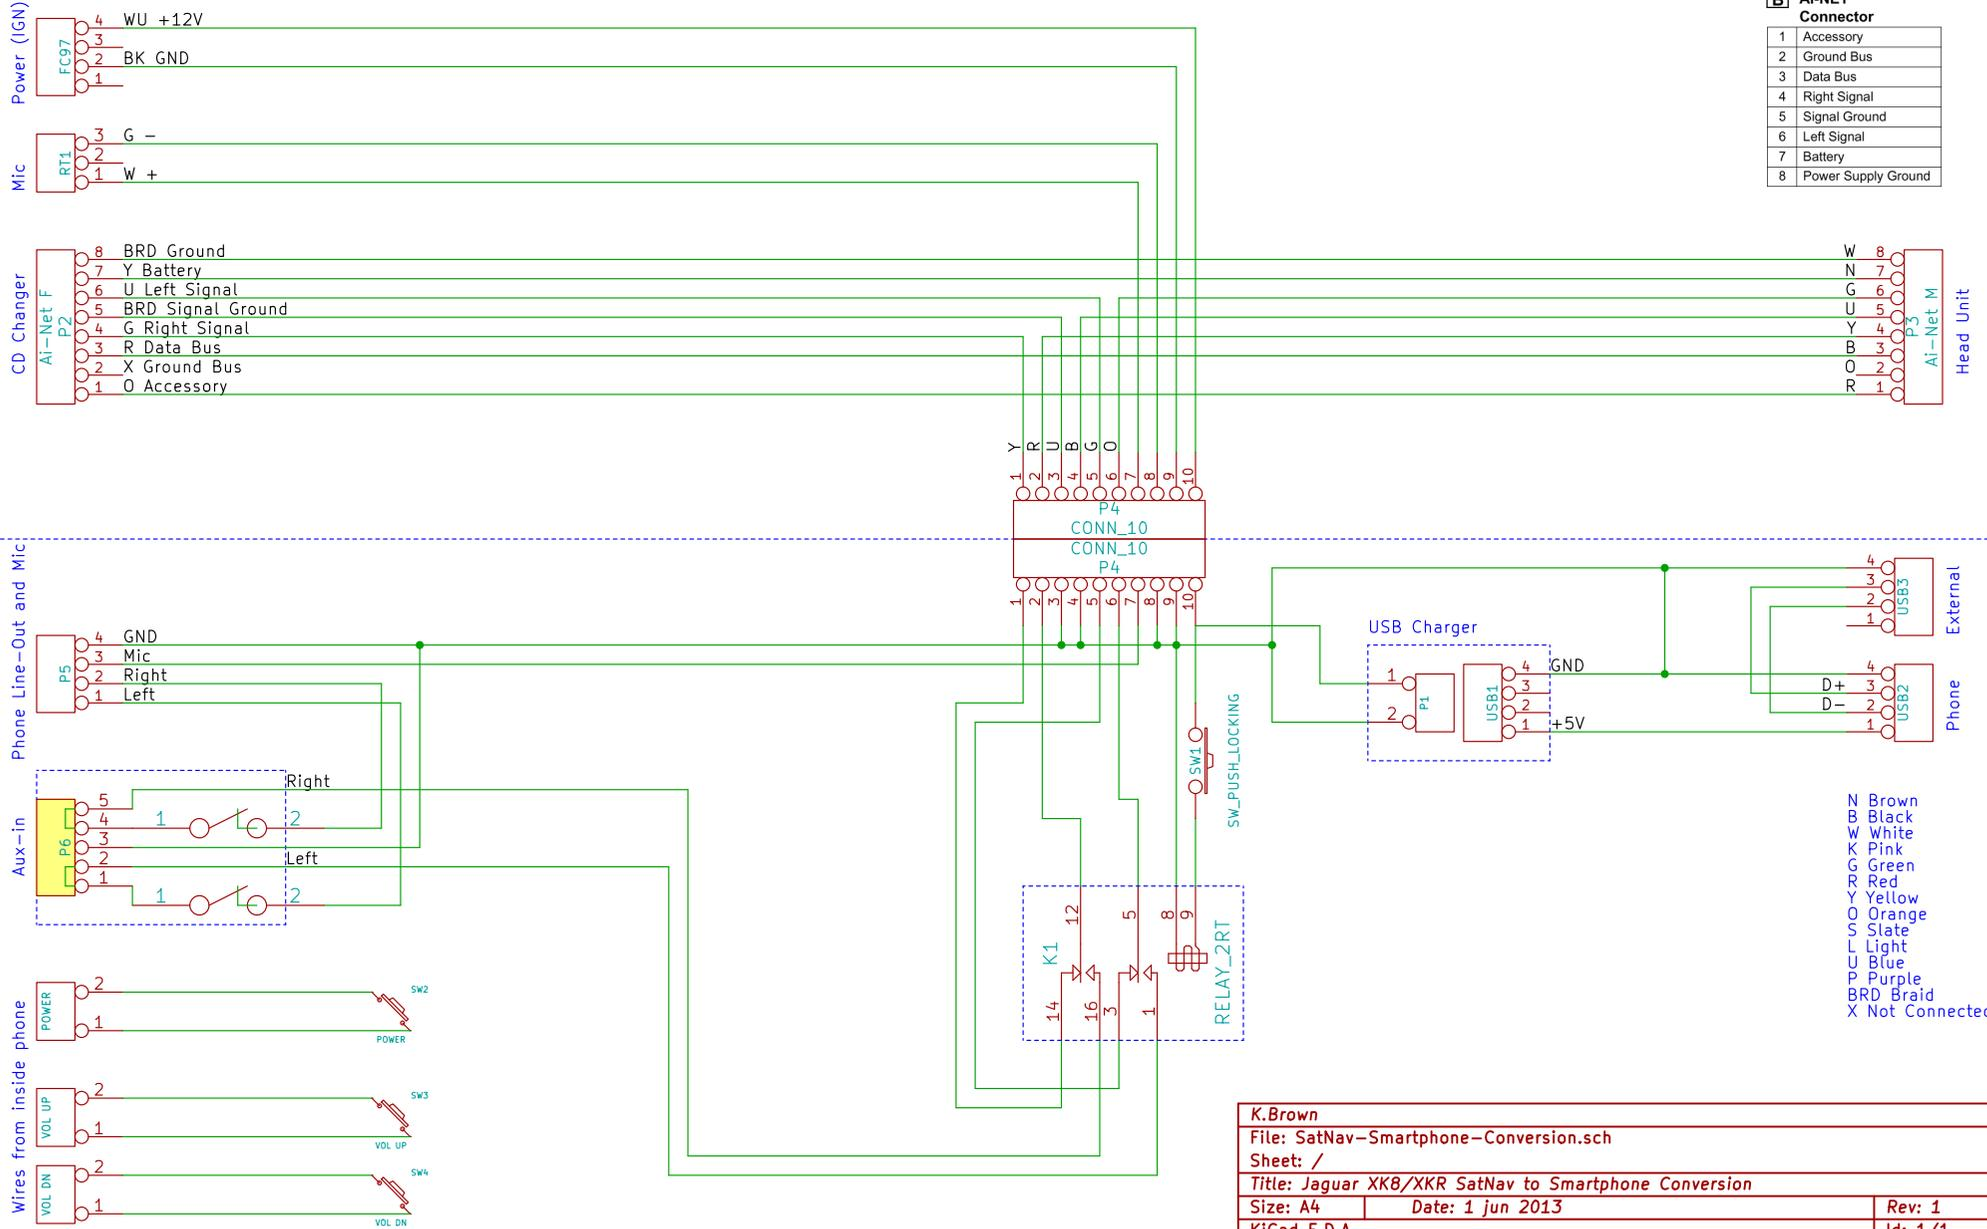 Power (IGN)
FC97
4 WU +12V
3
2 BK GND
1
Mic
RT1
3 G -
2
1 W +
CD Changer
Ai-Net F
P2
8 BRD Ground
7 Y Battery
6 U Left Signal
5 BRD Signal Ground
4 G Right Signal
3 R Data Bus
2 X Ground Bus
1 O Accessory
B Ai-NET
Connector
1 Accessory
2 Ground Bus
3 Data Bus
4 Right Signal
5 Signal Ground
6 Left Signal
7 Battery
8 Power Supply Ground
W 8
N 7
G 6
U 5
Y 4
B 3
O 2
R 1
P3
Ai-Net M
Head Unit
Y R U B G O
1 2 3 4 5 6 7 8 9 10
P4
CONN_10
CONN_10
P4
1 2 3 4 5 6 7 8 9 10
Phone Line-Out and Mic
P5
4 GND
3 Mic
2 Right
1 Left
USB Charger
1
2
P1
USB1
4 GND
3
2
1 +5V
4
3
2
1
USB3
External
4
D+ 3
D- 2
1
USB2
Phone
SW1
SW_PUSH_LOCKING
Aux-in
P6
5
4
3
2
1
Right
1 2
Left
1 2
K1
12 5 8 9
14 16 3 1
RELAY_2RT
N Brown
B Black
W White
K Pink
G Green
R Red
Y Yellow
O Orange
S Slate
L Light
U Blue
P Purple
BRD Braid
X Not Connected
Wires from inside phone
POWER
2
1
SW2
POWER
VOL UP
2
1
SW3
VOL UP
VOL DN
2
1
SW4
VOL DN
K.Brown
File: SatNav-Smartphone-Conversion.sch
Sheet: /
Title: Jaguar XK8/XKR SatNav to Smartphone Conversion
Size: A4 Date: 1 jun 2013 Rev: 1
KiCad E.D.A. Id: 1/1